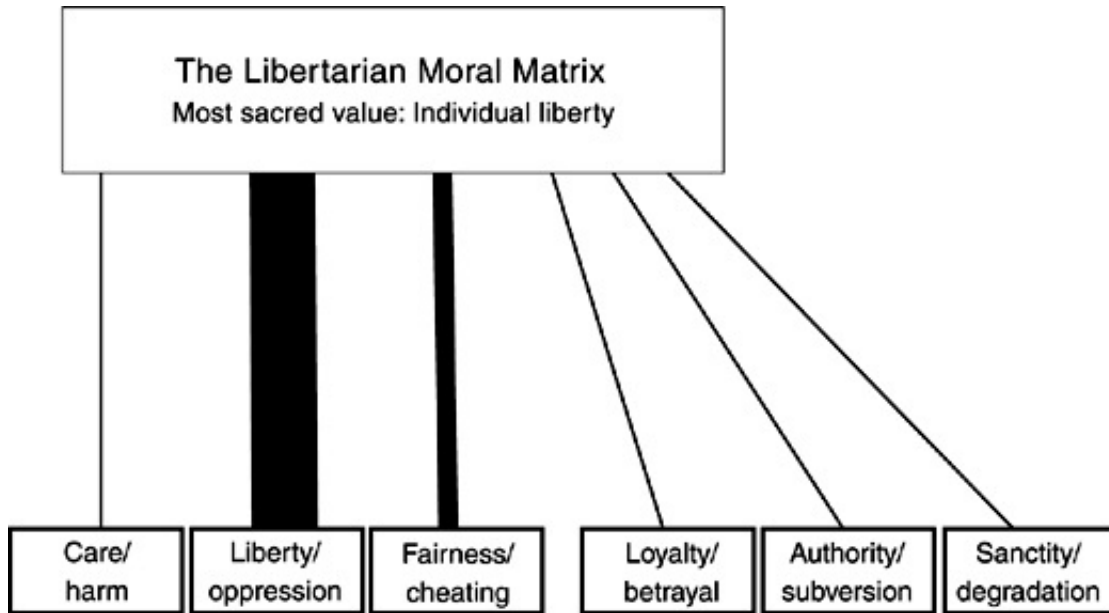 The Libertarian Moral Matrix
Most sacred value: Individual liberty
Care/
harm
Liberty/
oppression
Fairness/
cheating
Loyalty/
betrayal
Authority/
subversion
Sanctity/
degradation